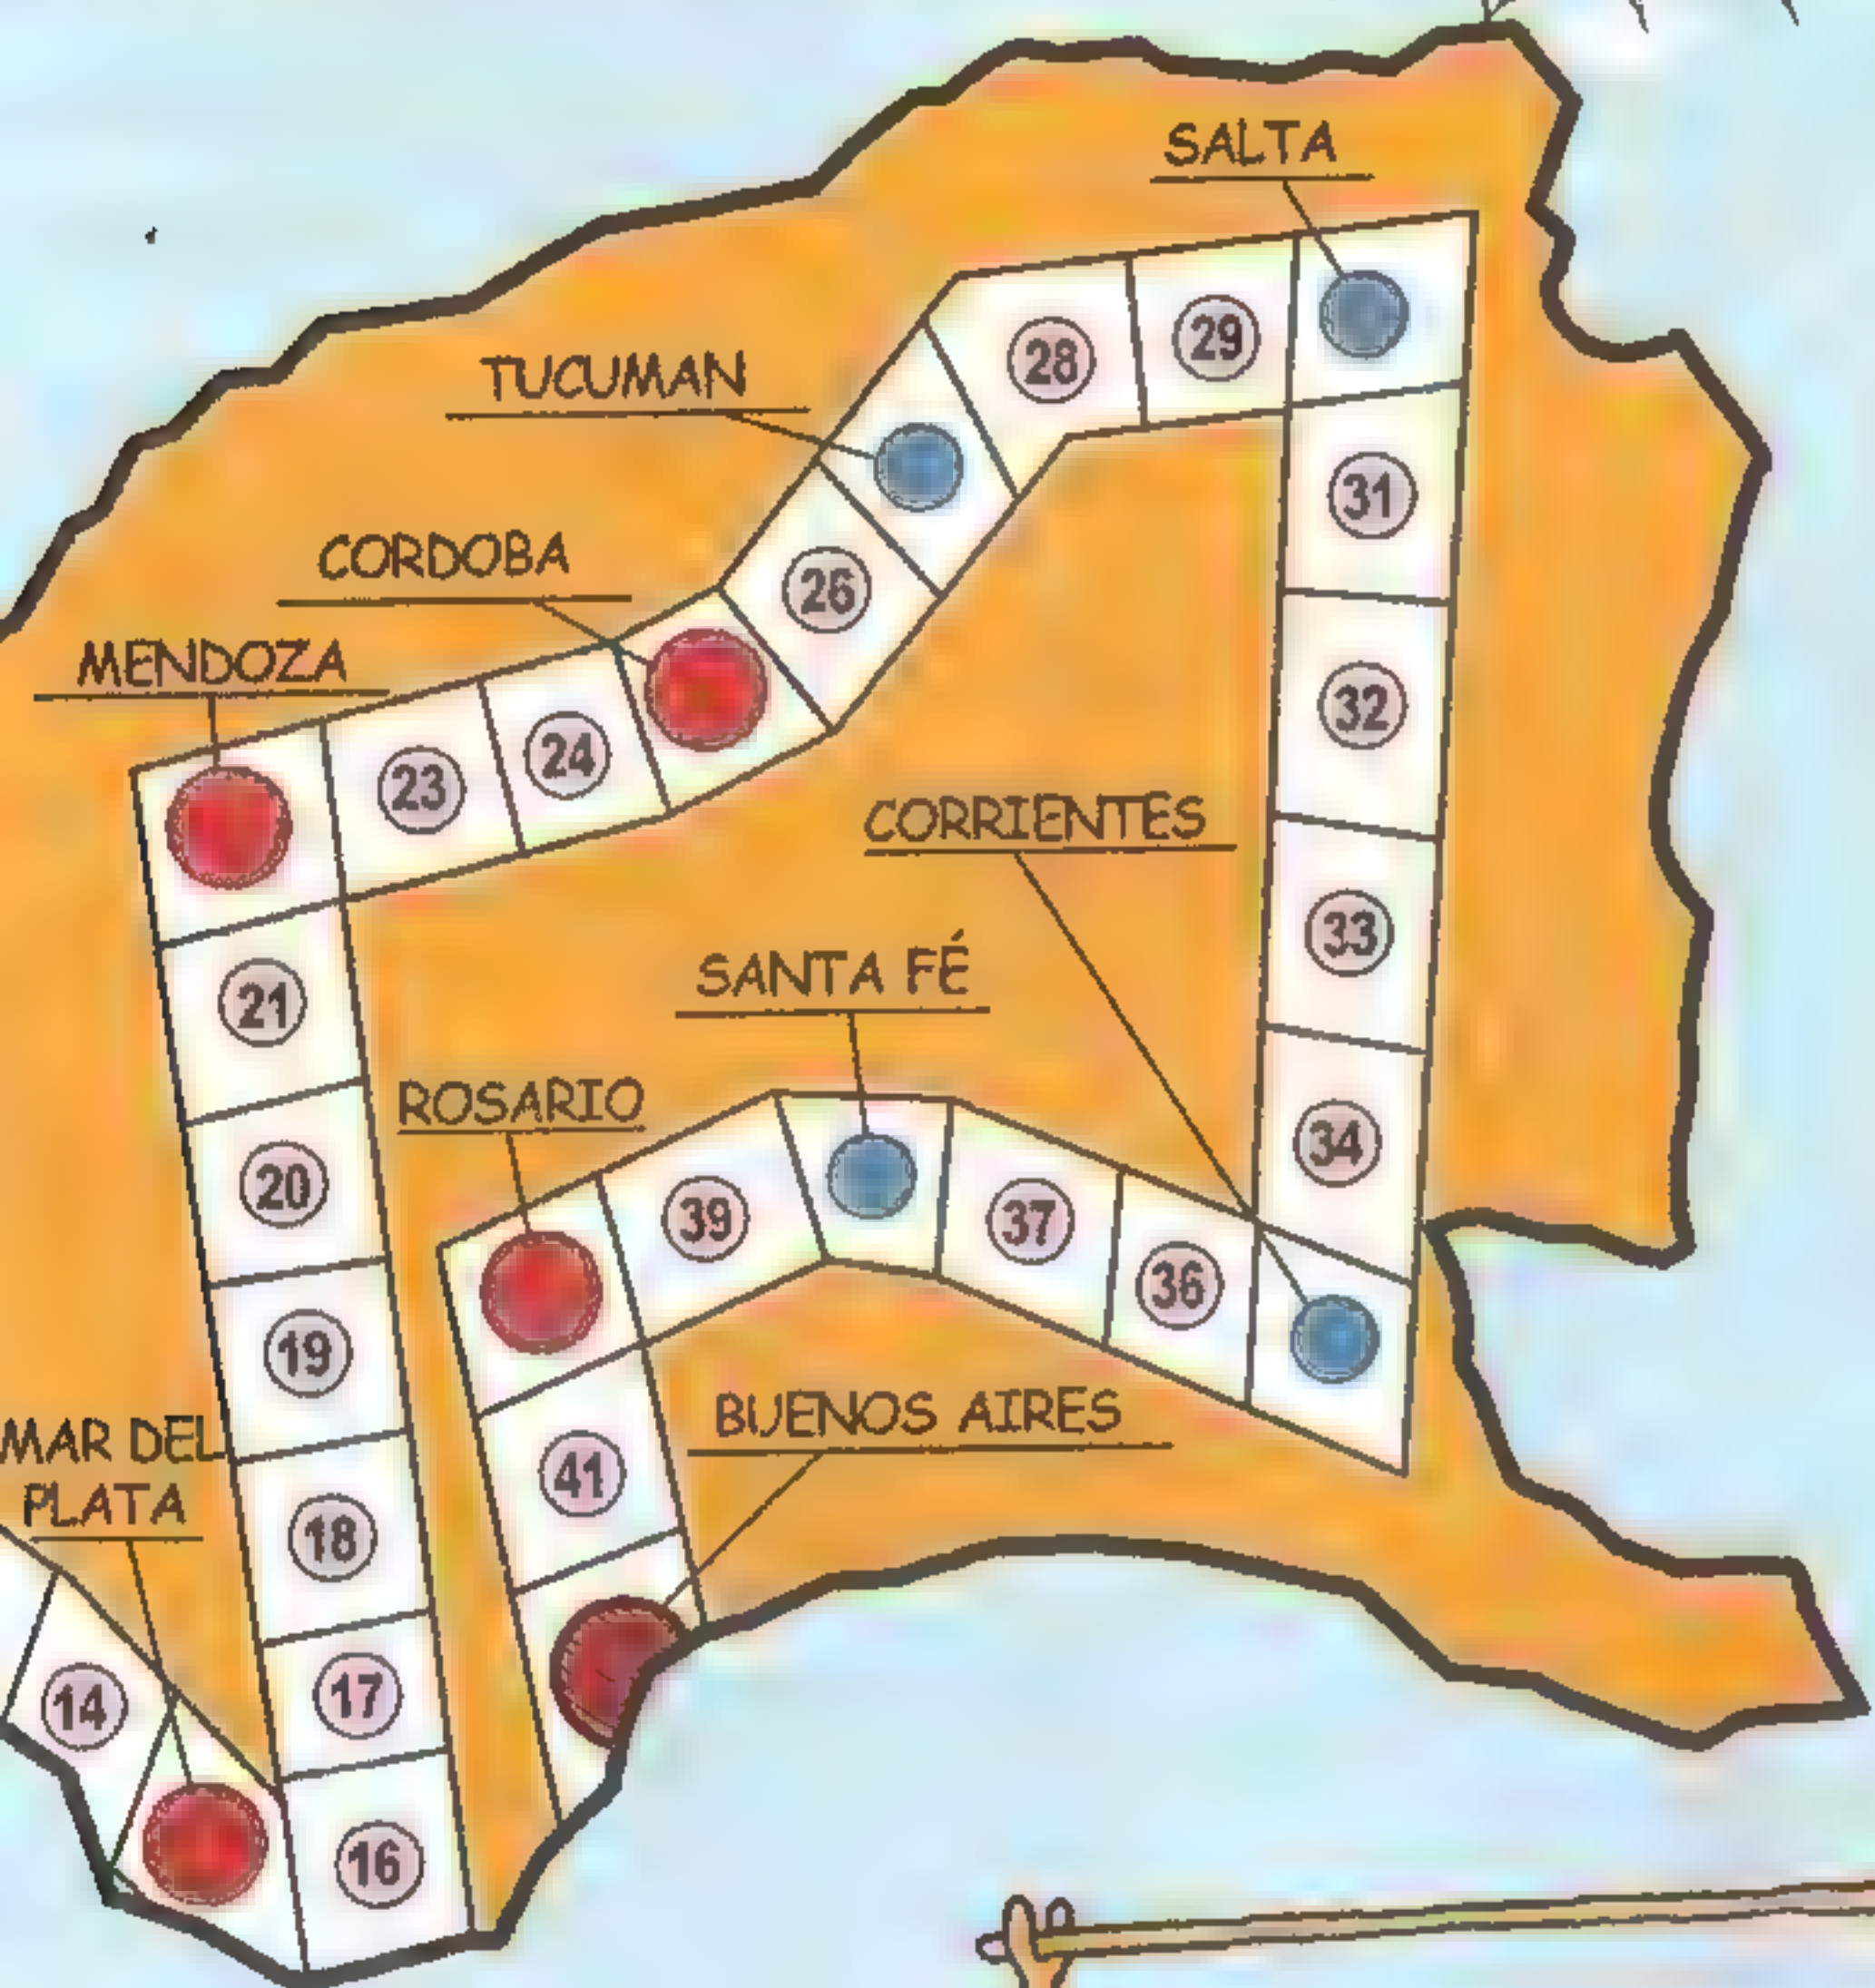 SALTA
28
29
TUCUMAN
31
CORDOBA
26
MENDOZA
32
23
24
CORRIENTES
33
21
SANTA FÉ
ROSARIO
34
20
39
37
36
19
BUENOS AIRES
MAR DEL
PLATA
41
18
14
17
16